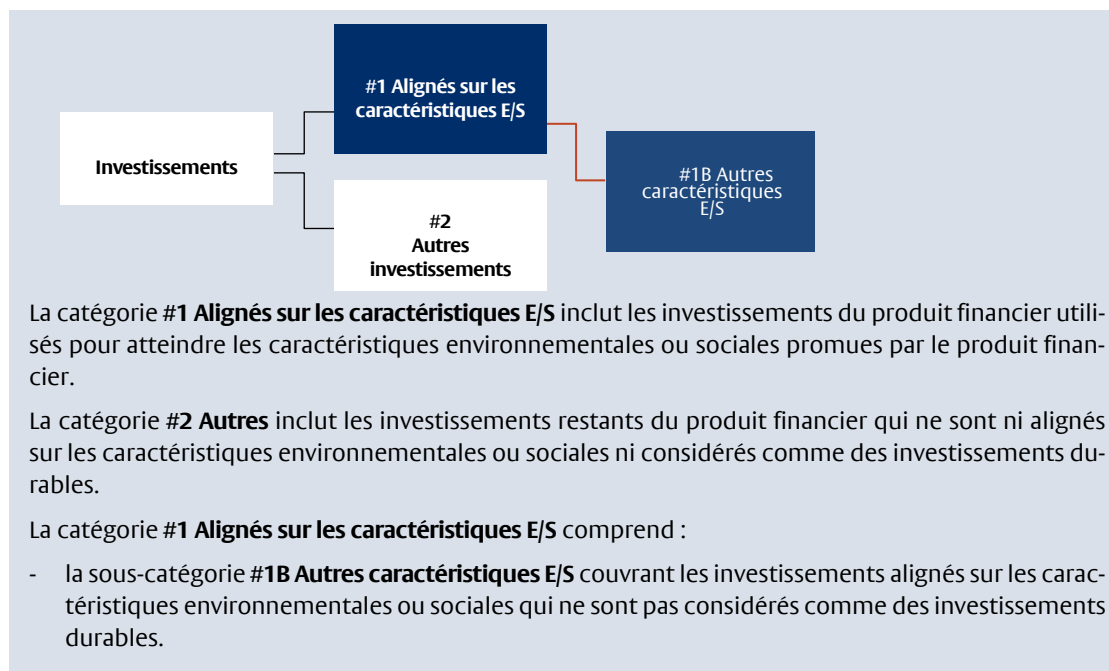 #1 Alignés sur les
caractéristiques E/S
Investissements
#1B Autres
caractéristiques
E/S
#2
Autres
investissements
La catégorie #1 Alignés sur les caractéristiques E/S inclut les investissements du produit financier utili-
sés pour atteindre les caractéristiques environnementales ou sociales promues par le produit finan-
cier.
La catégorie #2 Autres inclut les investissements restants du produit financier qui ne sont ni alignés
sur les caractéristiques environnementales ou sociales ni considérés comme des investissements du-
rables.
La catégorie #1 Alignés sur les caractéristiques E/S comprend :
- la sous-catégorie #1B Autres caractéristiques E/S couvrant les investissements alignés sur les carac-
téristiques environnementales ou sociales qui ne sont pas considérés comme des investissements
durables.